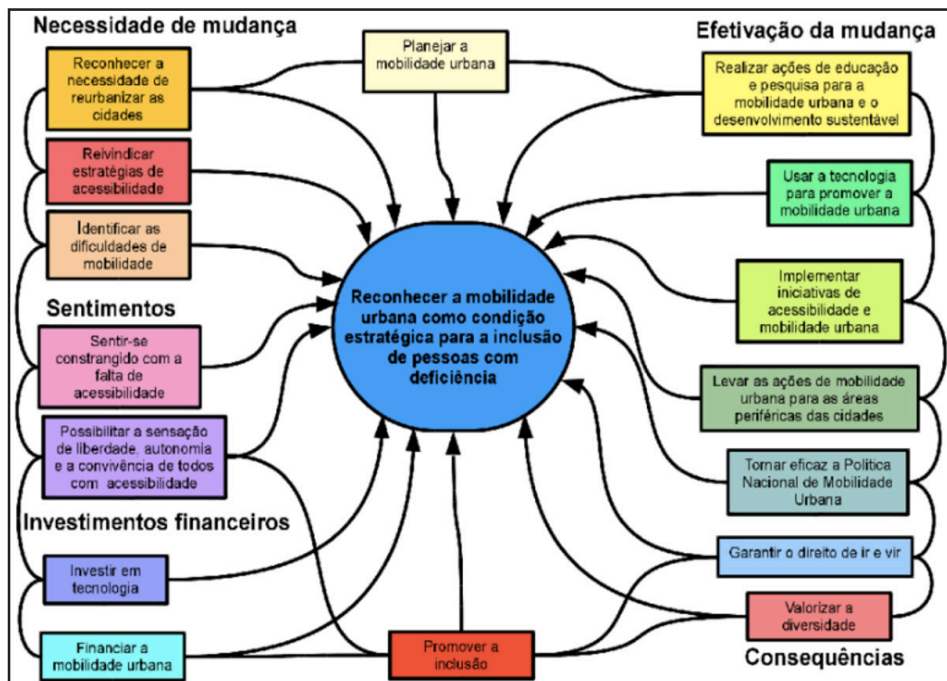 Necessidade de mudança
Reconhecer a
necessidade de
reurbanizar as
cidades
Reivindicar
estratégias de
acessibilidade
Identificar as
dificuldades de
mobilidade
Sentimentos
Sentir-se
constrangido com a
falta de
acessibilidade
Possibilitar a sensação
de liberdade, autonomia
e a convivência de todos
com acessibilidade
Investimentos financeiros
Investir em
tecnologia
Financiar a
mobilidade urbana
Planejar a
mobilidade urbana
Reconhecer a mobilidade
urbana como condição
estratégica para a inclusão
de pessoas com
deficiência
Promover a
inclusão
Efetivação da mudança
Realizar ações de educação
e pesquisa para a
mobilidade urbana e o
desenvolvimento sustentável
Usar a tecnologia
para promover a
mobilidade urbana
Implementar
iniciativas de
acessibilidade e
mobilidade urbana
Levar as ações de mobilidade
urbana para as áreas
periféricas das cidades
Tornar eficaz a Política
Nacional de Mobilidade
Urbana
Garantir o direito de ir e vir
Valorizar a
diversidade
Consequências